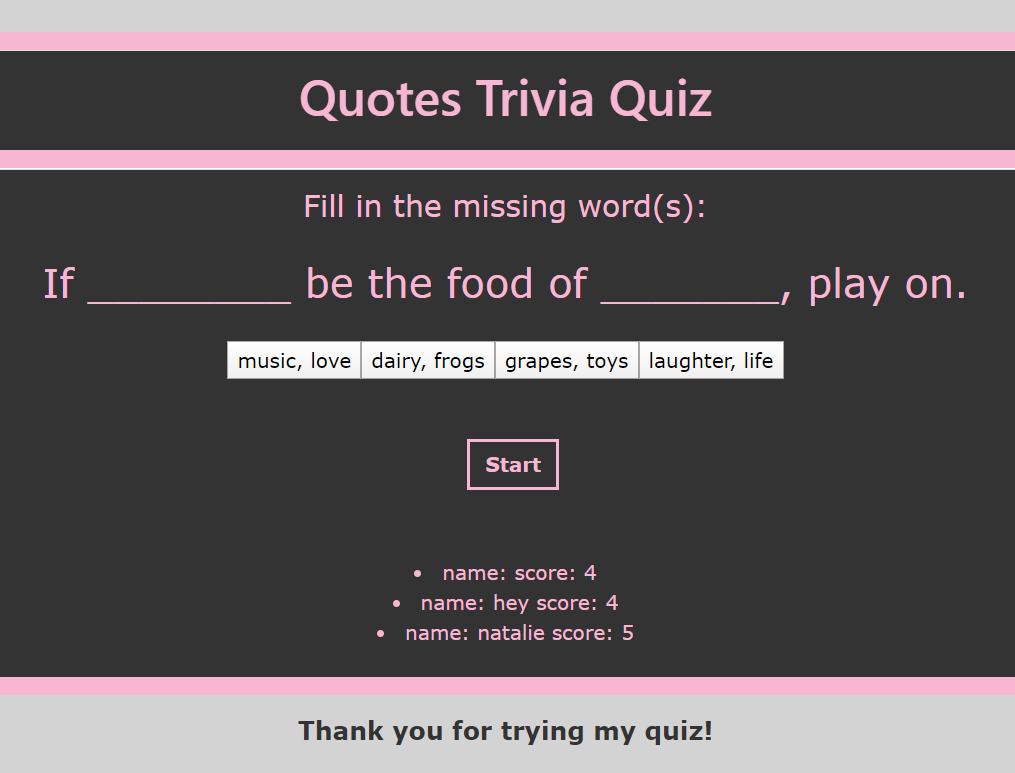 Quotes Trivia Quiz
Fill in the missing word(s):
If __________ be the food of _________, play on.
music, love dairy, frogs grapes, toys laughter, life
Start
• name: score: 4
• name: hey score: 4
• name: natalie score: 5
Thank you for trying my quiz!